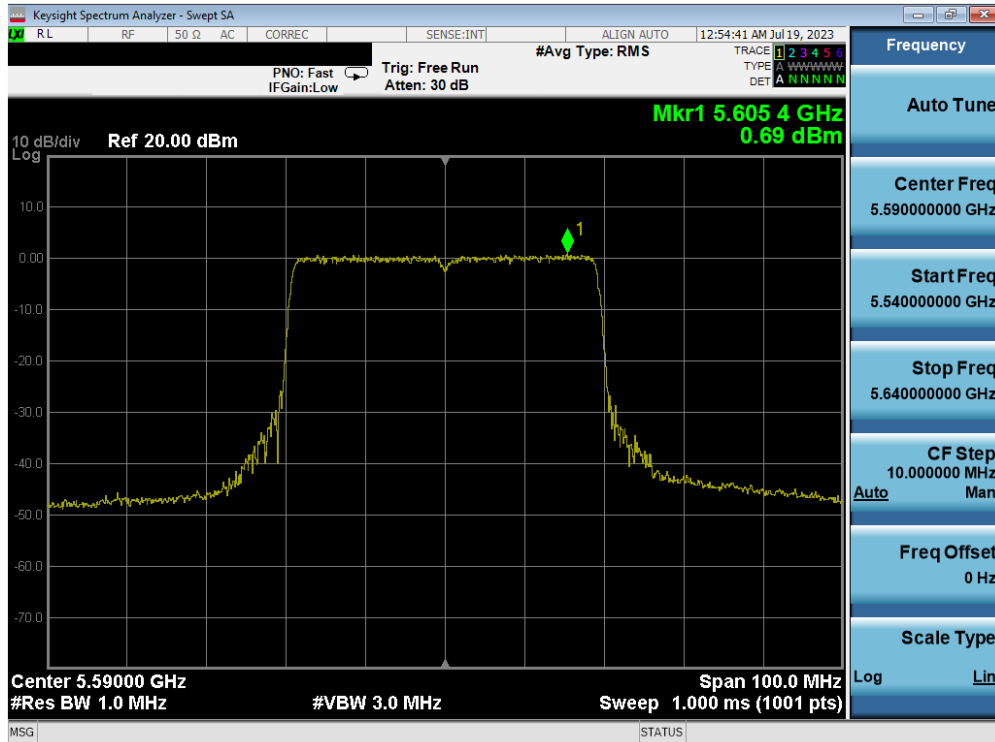 Keysight Spectrum Analyzer - Swept SA
LXI RL RF 50 Ω AC CORREC SENSE:INT ALIGN AUTO 12:54:41 AM Jul 19, 2023
#Avg Type: RMS
TRACE 1 2 3 4 5 6
TYPE A WWWWW
DET A N N N N N
PNO: Fast
IFGain:Low
Trig: Free Run
Atten: 30 dB
Mkr1 5.605 4 GHz
0.69 dBm
10 dB/div Ref 20.00 dBm
Log
10.0
0.00
-10.0
-20.0
-30.0
-40.0
-50.0
-60.0
-70.0
1
Center 5.59000 GHz
Span 100.0 MHz
#Res BW 1.0 MHz
#VBW 3.0 MHz
Sweep 1.000 ms (1001 pts)
MSG
STATUS
Frequency
Auto Tune
Center Freq
5.590000000 GHz
Start Freq
5.540000000 GHz
Stop Freq
5.640000000 GHz
CF Step
10.000000 MHz
Auto Man
Freq Offset
0 Hz
Scale Type
Log Lin